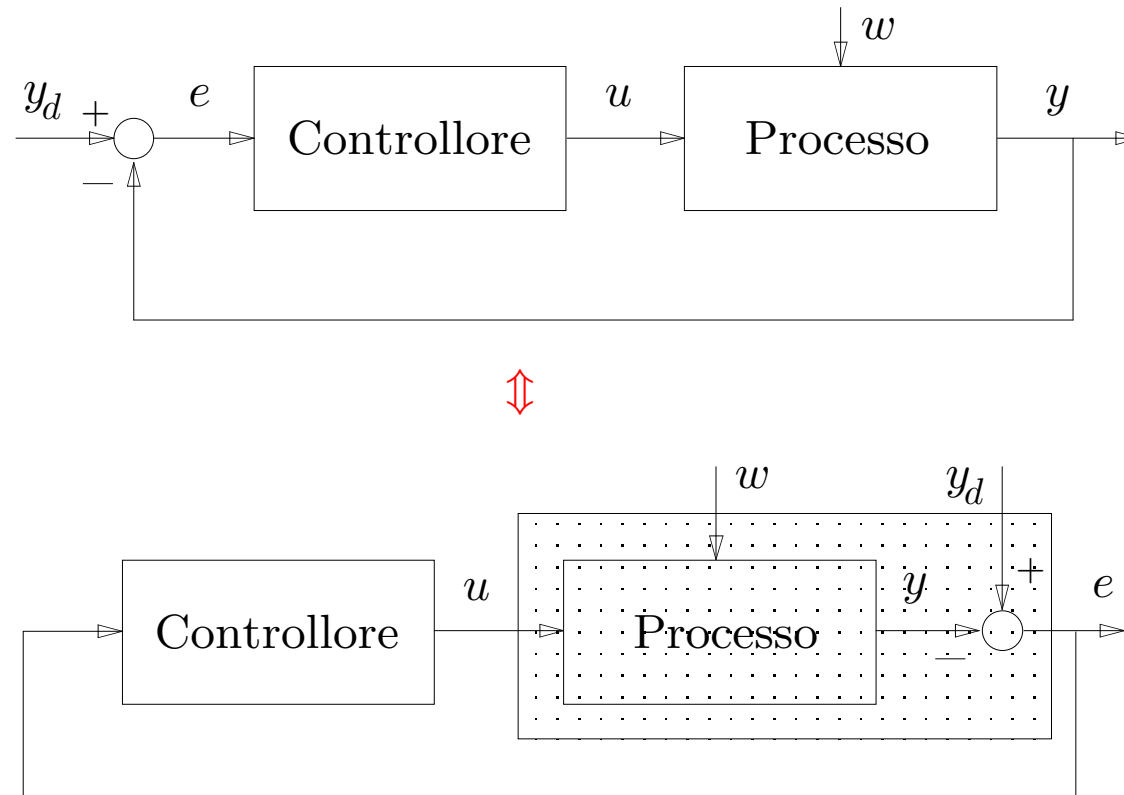 w
y_d + e u y
Controllore Processo
−
⇕
w y_d
u y + e
Controllore Processo
−